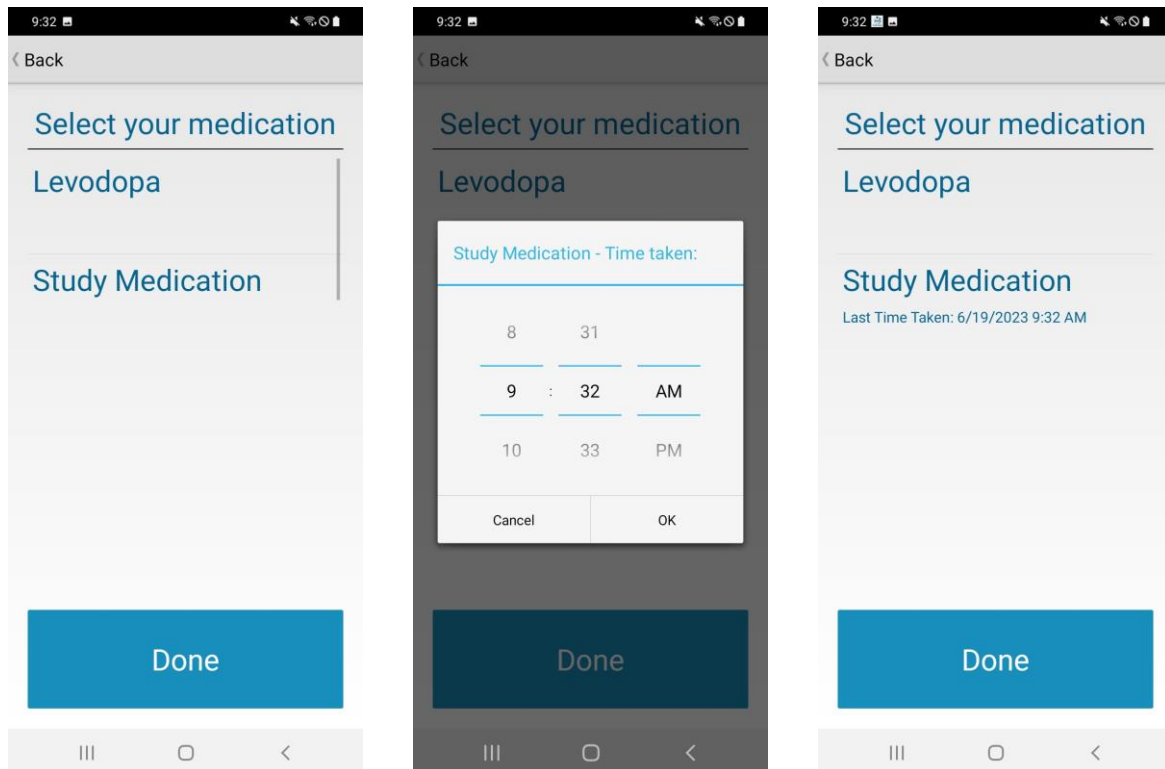 9:32
Back
Select your medication
Levodopa
Study Medication
Done
9:32
Back
Select your medication
Levodopa
Study Medication - Time taken:
8 31
9 : 32 AM
10 33 PM
Cancel OK
Done
9:32
Back
Select your medication
Levodopa
Study Medication
Last Time Taken: 6/19/2023 9:32 AM
Done